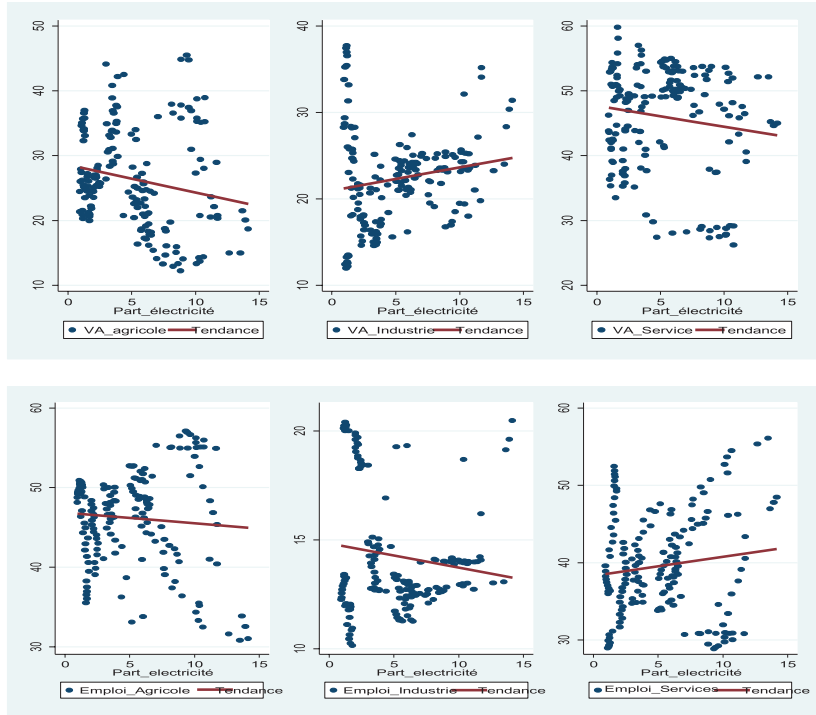 50
40
30
20
10
0
5
10
15
Part_électricité
VA_agricole
Tendance
40
30
20
10
0
5
10
15
Part_électricité
VA_Industrie
Tendance
60
50
40
30
20
0
5
10
15
Part_électricité
VA_Service
Tendance
60
50
40
30
0
5
10
15
Part_electricité
Emploi_Agricole
Tendance
20
15
10
0
5
10
15
Part_electricité
Emploi_Industrie
Tendance
60
50
40
30
0
5
10
15
Part_electricité
Emploi_Services
Tendance